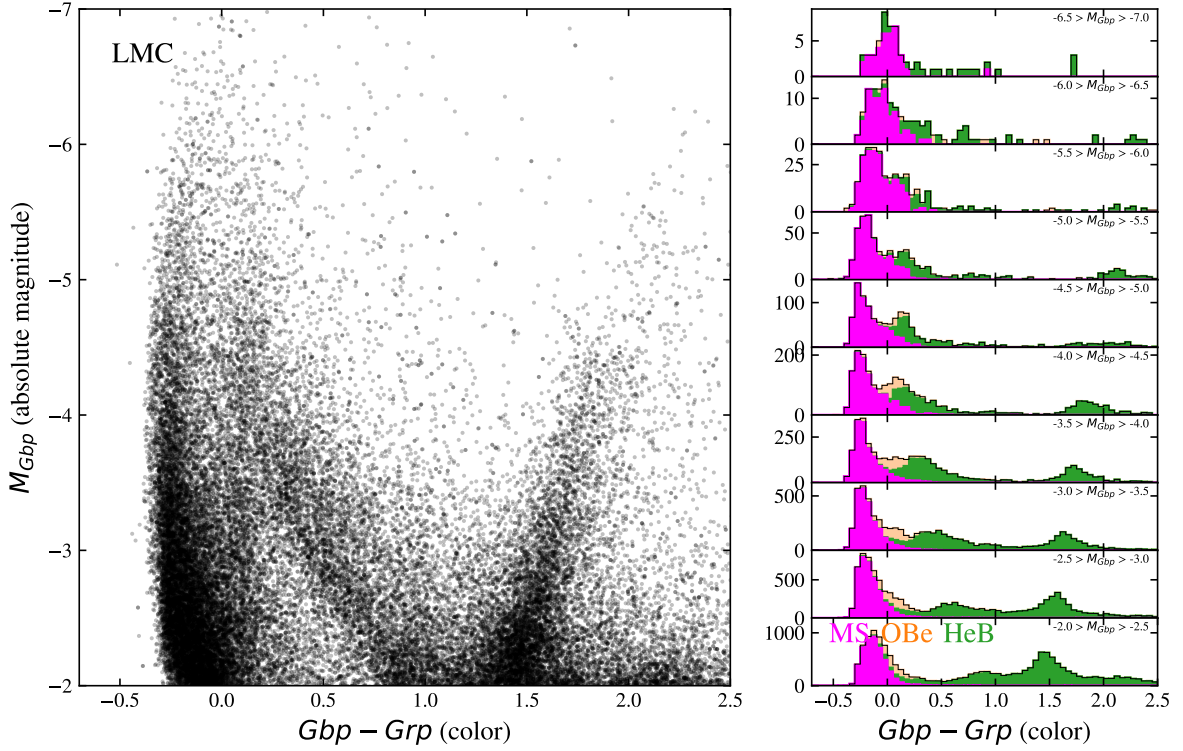 −7
−6
−5
−4
−3
−2
M_Gbp (absolute magnitude)
LMC
−0.5 0.0 0.5 1.0 1.5 2.0 2.5
Gbp − Grp (color)
5
0
-6.5 > M_Gbp > -7.0
10
0
-6.0 > M_Gbp > -6.5
25
0
-5.5 > M_Gbp > -6.0
50
0
-5.0 > M_Gbp > -5.5
100
0
-4.5 > M_Gbp > -5.0
200
0
-4.0 > M_Gbp > -4.5
250
0
-3.5 > M_Gbp > -4.0
500
0
-3.0 > M_Gbp > -3.5
500
0
-2.5 > M_Gbp > -3.0
1000
0
MS OBe HeB
-2.0 > M_Gbp > -2.5
−0.5 0.0 0.5 1.0 1.5 2.0 2.5
Gbp − Grp (color)